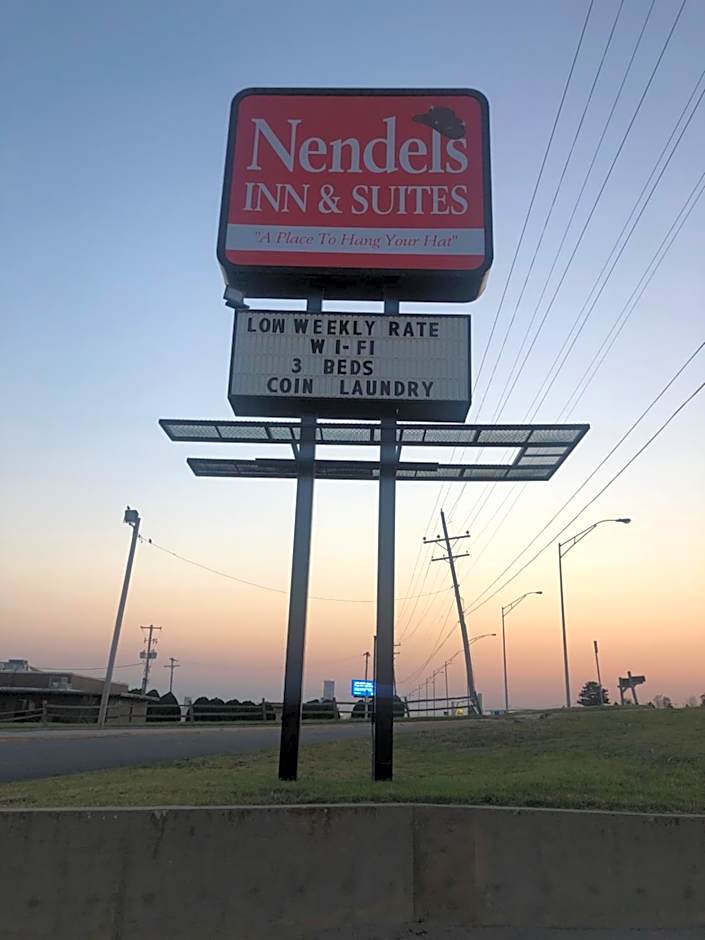 Nendels
INN & SUITES
"A Place To Hang Your Hat"
LOW WEEKLY RATE
WI-FI
3 BEDS
COIN LAUNDRY